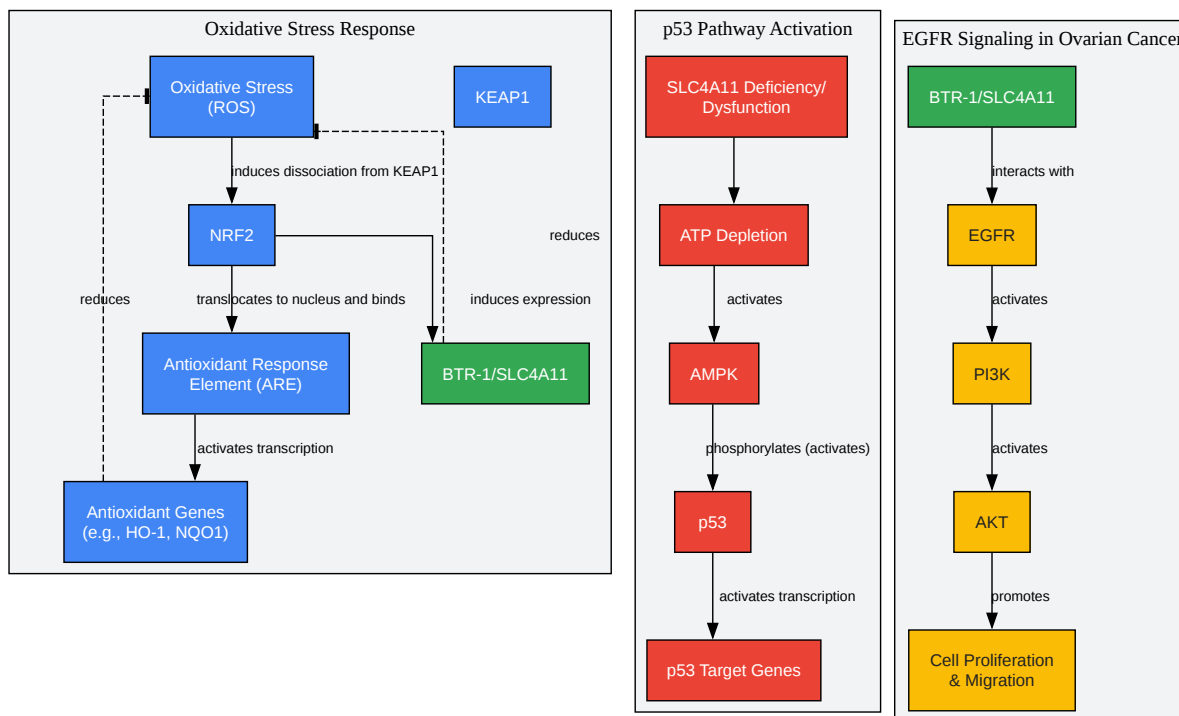 Oxidative Stress Response
Oxidative Stress
(ROS)
KEAP1
induces dissociation from KEAP1
NRF2
reduces
reduces
translocates to nucleus and binds
induces expression
Antioxidant Response
Element (ARE)
BTR-1/SLC4A11
activates transcription
Antioxidant Genes
(e.g., HO-1, NQO1)
p53 Pathway Activation
SLC4A11 Deficiency/
Dysfunction
ATP Depletion
activates
AMPK
phosphorylates (activates)
p53
activates transcription
p53 Target Genes
EGFR Signaling in Ovarian Cancer
BTR-1/SLC4A11
interacts with
EGFR
activates
PI3K
activates
AKT
promotes
Cell Proliferation
& Migration